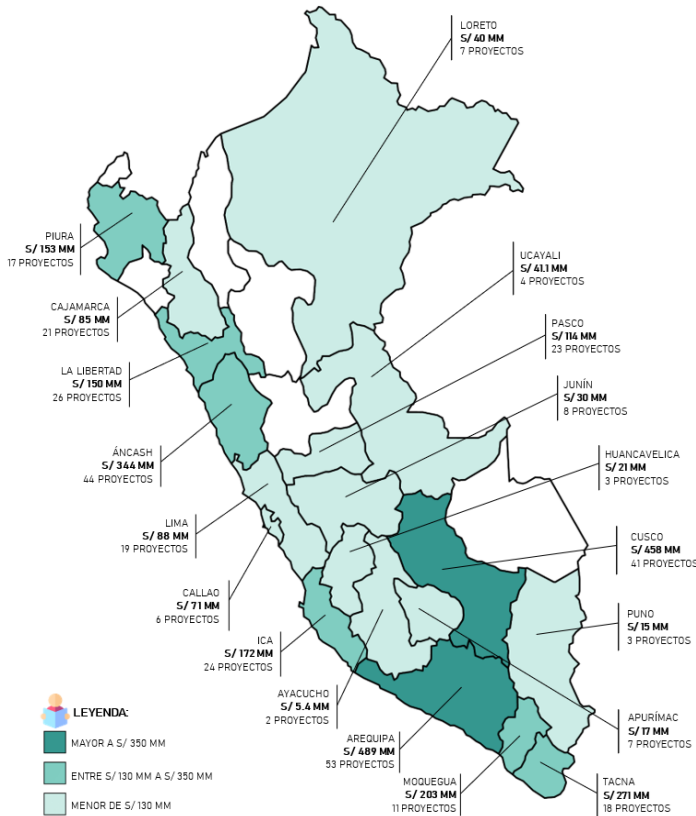 LORETO
S/ 40 MM
7 PROYECTOS
PIURA
S/ 153 MM
17 PROYECTOS
UCAYALI
S/ 41.1 MM
4 PROYECTOS
CAJAMARCA
S/ 85 MM
21 PROYECTOS
PASCO
S/ 114 MM
23 PROYECTOS
LA LIBERTAD
S/ 150 MM
26 PROYECTOS
JUNÍN
S/ 30 MM
8 PROYECTOS
ÁNCASH
S/ 344 MM
44 PROYECTOS
HUANCAVELICA
S/ 21 MM
3 PROYECTOS
LIMA
S/ 88 MM
19 PROYECTOS
CUSCO
S/ 458 MM
41 PROYECTOS
CALLAO
S/ 71 MM
6 PROYECTOS
PUNO
S/ 15 MM
3 PROYECTOS
ICA
S/ 172 MM
24 PROYECTOS
AYACUCHO
S/ 5.4 MM
2 PROYECTOS
APURÍMAC
S/ 17 MM
7 PROYECTOS
AREQUIPA
S/ 489 MM
53 PROYECTOS
MOQUEGUA
S/ 203 MM
11 PROYECTOS
TACNA
S/ 271 MM
18 PROYECTOS
LEYENDA:
MAYOR A S/ 350 MM
ENTRE S/ 130 MM A S/ 350 MM
MENOR DE S/ 130 MM